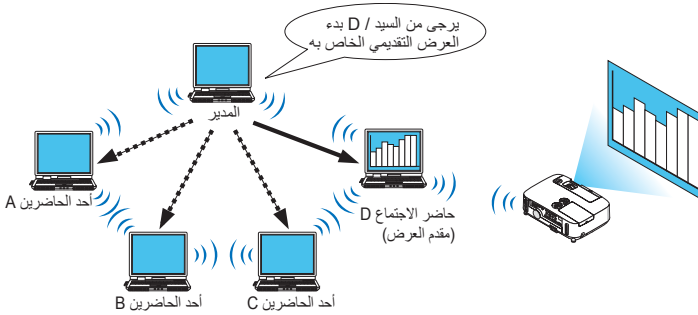 يرجى من السيد / D بدء
العرض التقديمي الخاص به
المدير
أحد الحاضرين A
حاضر الاجتماع D
(مقدم العرض)
أحد الحاضرين B
أحد الحاضرين C